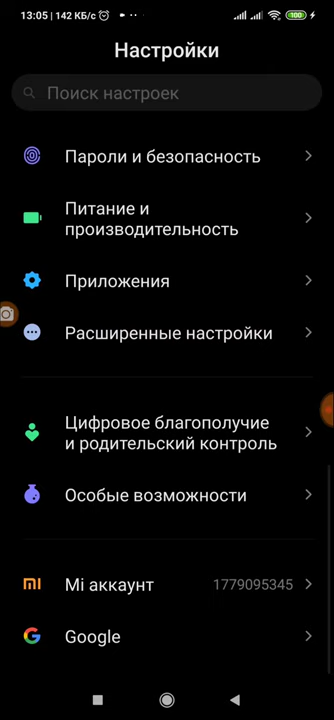 13:05 | 142 КБ/с
100
Настройки
Поиск настроек
Пароли и безопасность
Питание и
производительность
Приложения
Расширенные настройки
Цифровое благополучие
и родительский контроль
Особые возможности
Mi аккаунт 1779095345
Google